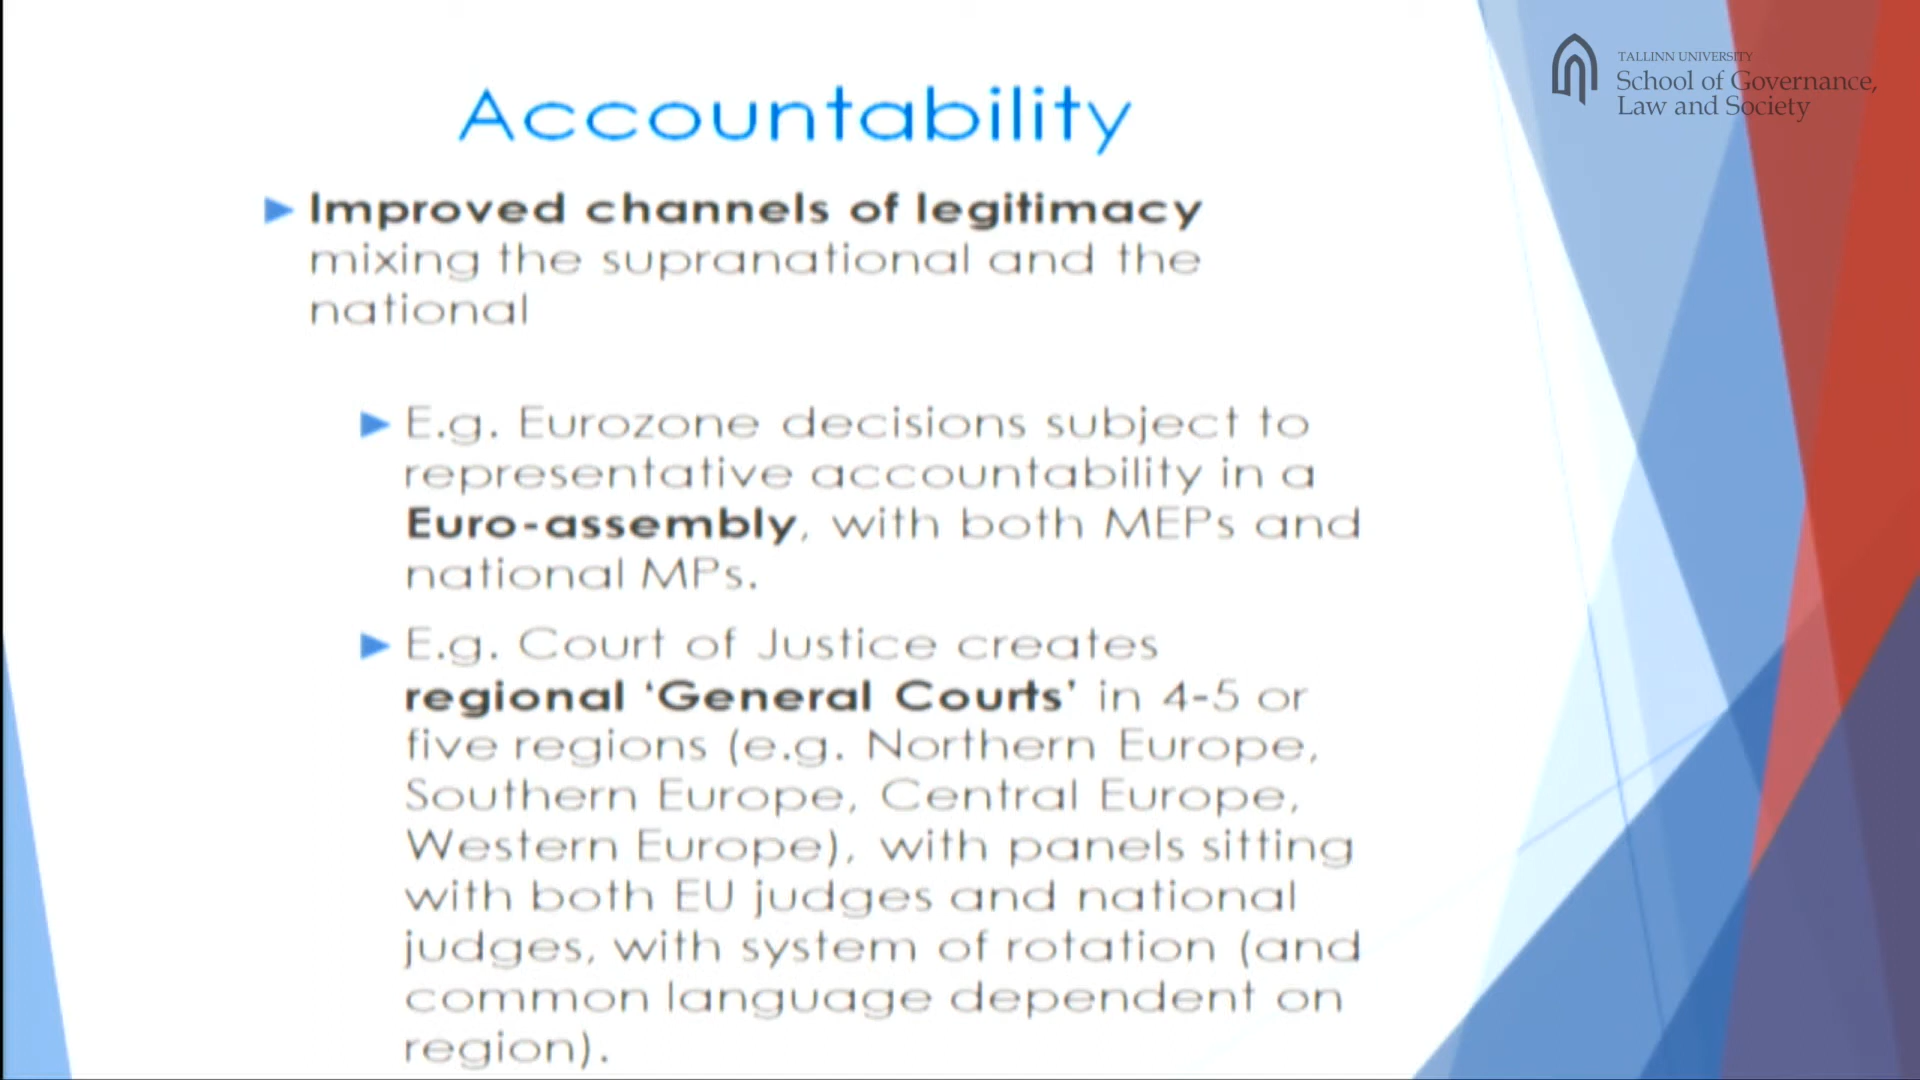 TALLINN UNIVERSITY
School of Governance,
Law and Society
Accountability
Improved channels of legitimacy
mixing the supranational and the
national
E.g. Eurozone decisions subject to
representative accountability in a
Euro-assembly, with both MEPs and
national MPs.
E.g. Court of Justice creates
regional ‘General Courts’ in 4-5 or
five regions (e.g. Northern Europe,
Southern Europe, Central Europe,
Western Europe), with panels sitting
with both EU judges and national
judges, with system of rotation (and
common language dependent on
region).